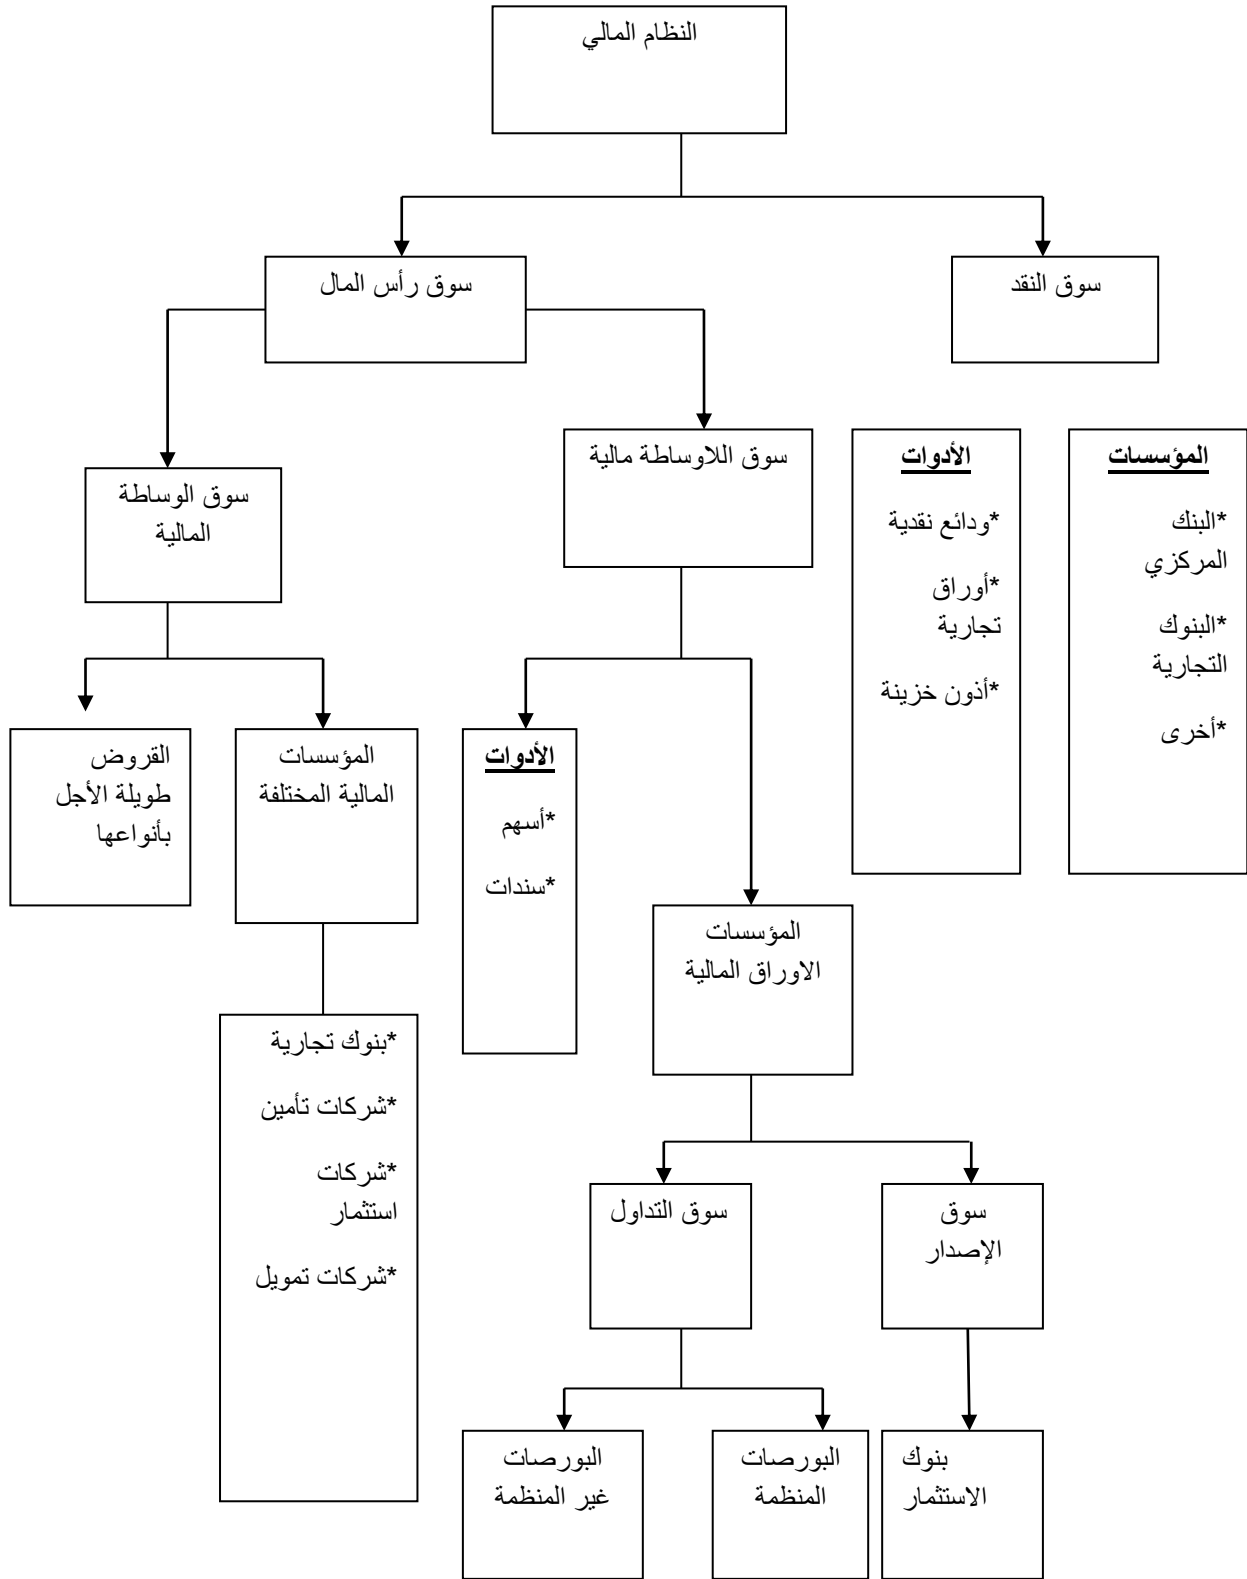 النظام المالي
سوق النقد
سوق رأس المال
المؤسسات
*البنك
المركزي
*البنوك
التجارية
*أخرى
الأدوات
*ودائع نقدية
*أوراق
تجارية
*أذون خزينة
سوق اللاوساطة مالية
سوق الوساطة
المالية
الأدوات
*أسهم
*سندات
المؤسسات
المالية المختلفة
القروض
طويلة الأجل
بأنواعها
المؤسسات
الاوراق المالية
*بنوك تجارية
*شركات تأمين
*شركات
استثمار
*شركات تمويل
سوق
الإصدار
سوق التداول
بنوك
الاستثمار
البورصات
المنظمة
البورصات
غير المنظمة